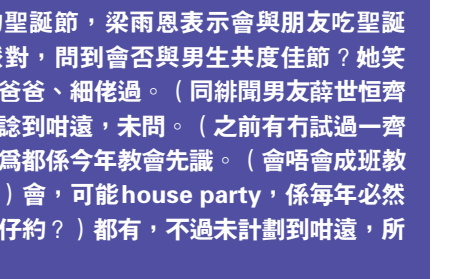 聖誕節，梁雨恩表示會與朋友吃聖誕
對，問到會否與男生共度佳節？她笑
爸爸、細佬過。（同緋聞男友薛世恒齊
諗到咁遠，未問。（之前有冇試過一齊
為都係今年教會先識。（會唔會成班教
）會，可能house party，係每年必然
仔約？）都有，不過未計劃到咁遠，所